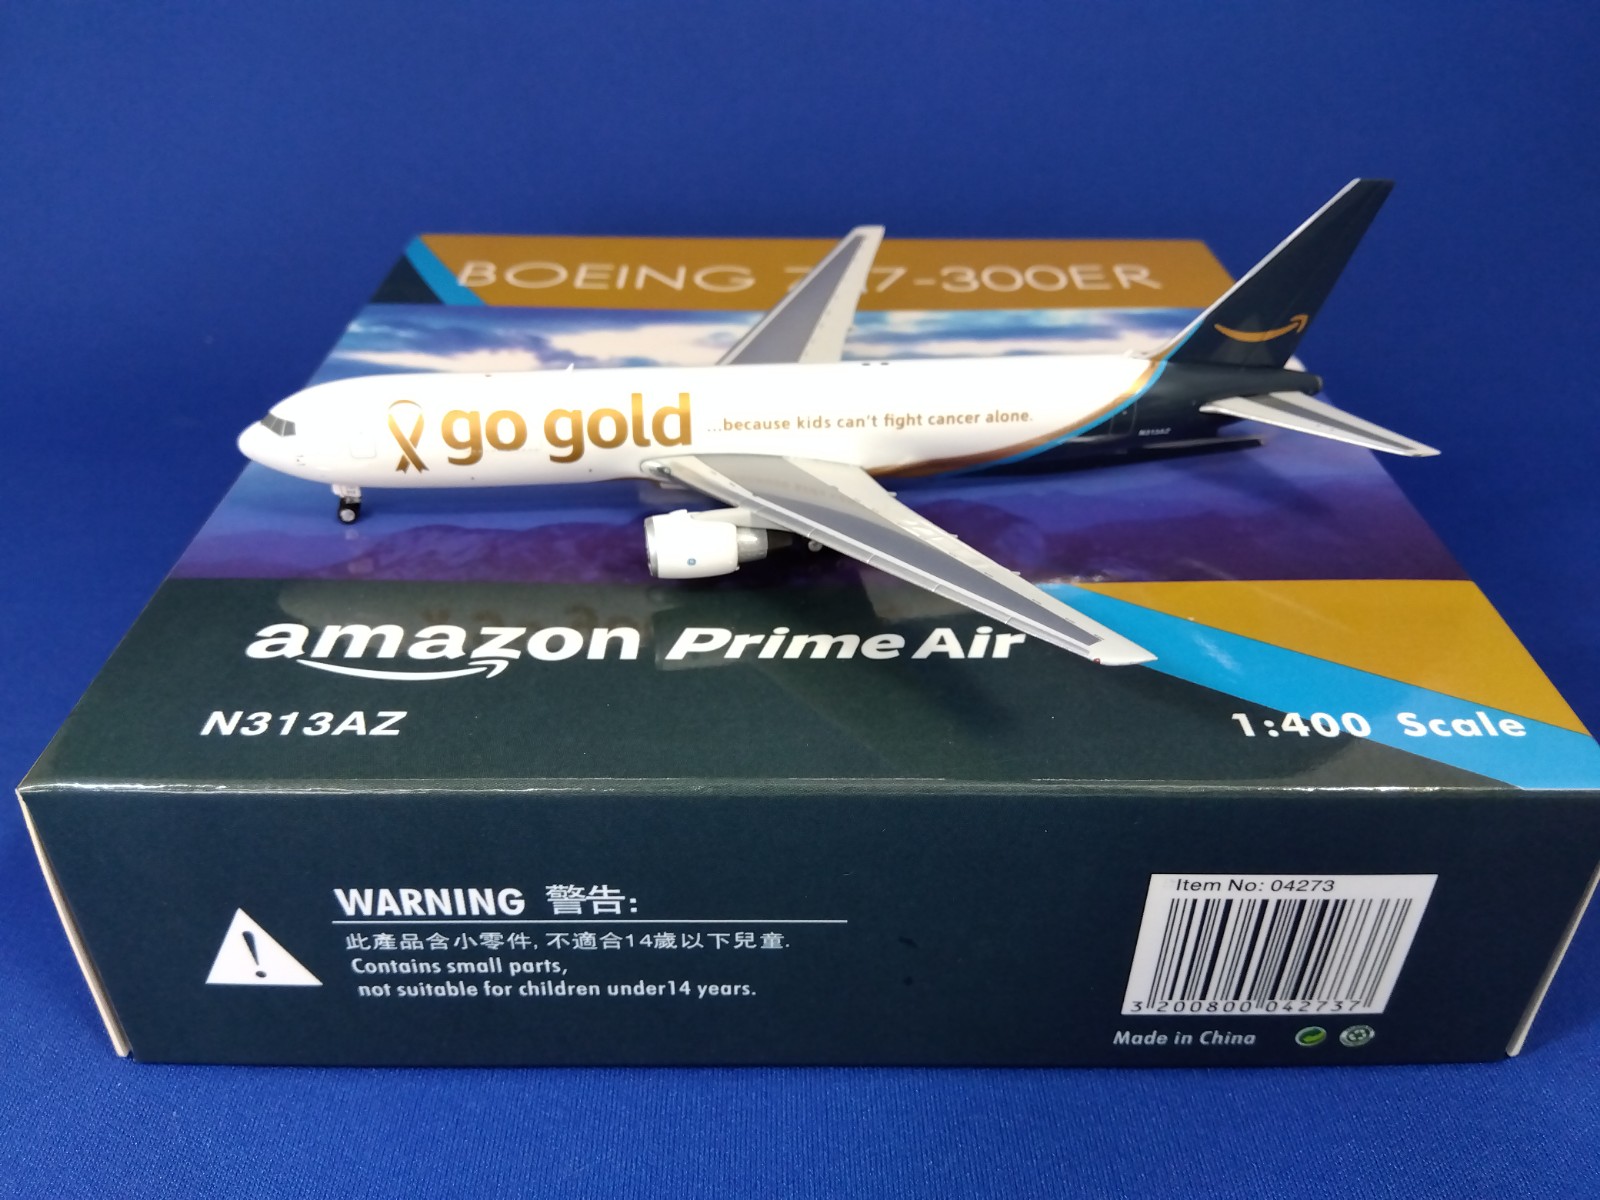 BOEING 767-300ER
go gold ...because kids can't fight cancer alone.
N313AZ
amazon Prime Air
N313AZ
1:400 Scale
WARNING 警告:
此產品含小零件, 不適合14歲以下兒童.
Contains small parts,
not suitable for children under14 years.
Item No: 04273
3 200800 042737
Made in China